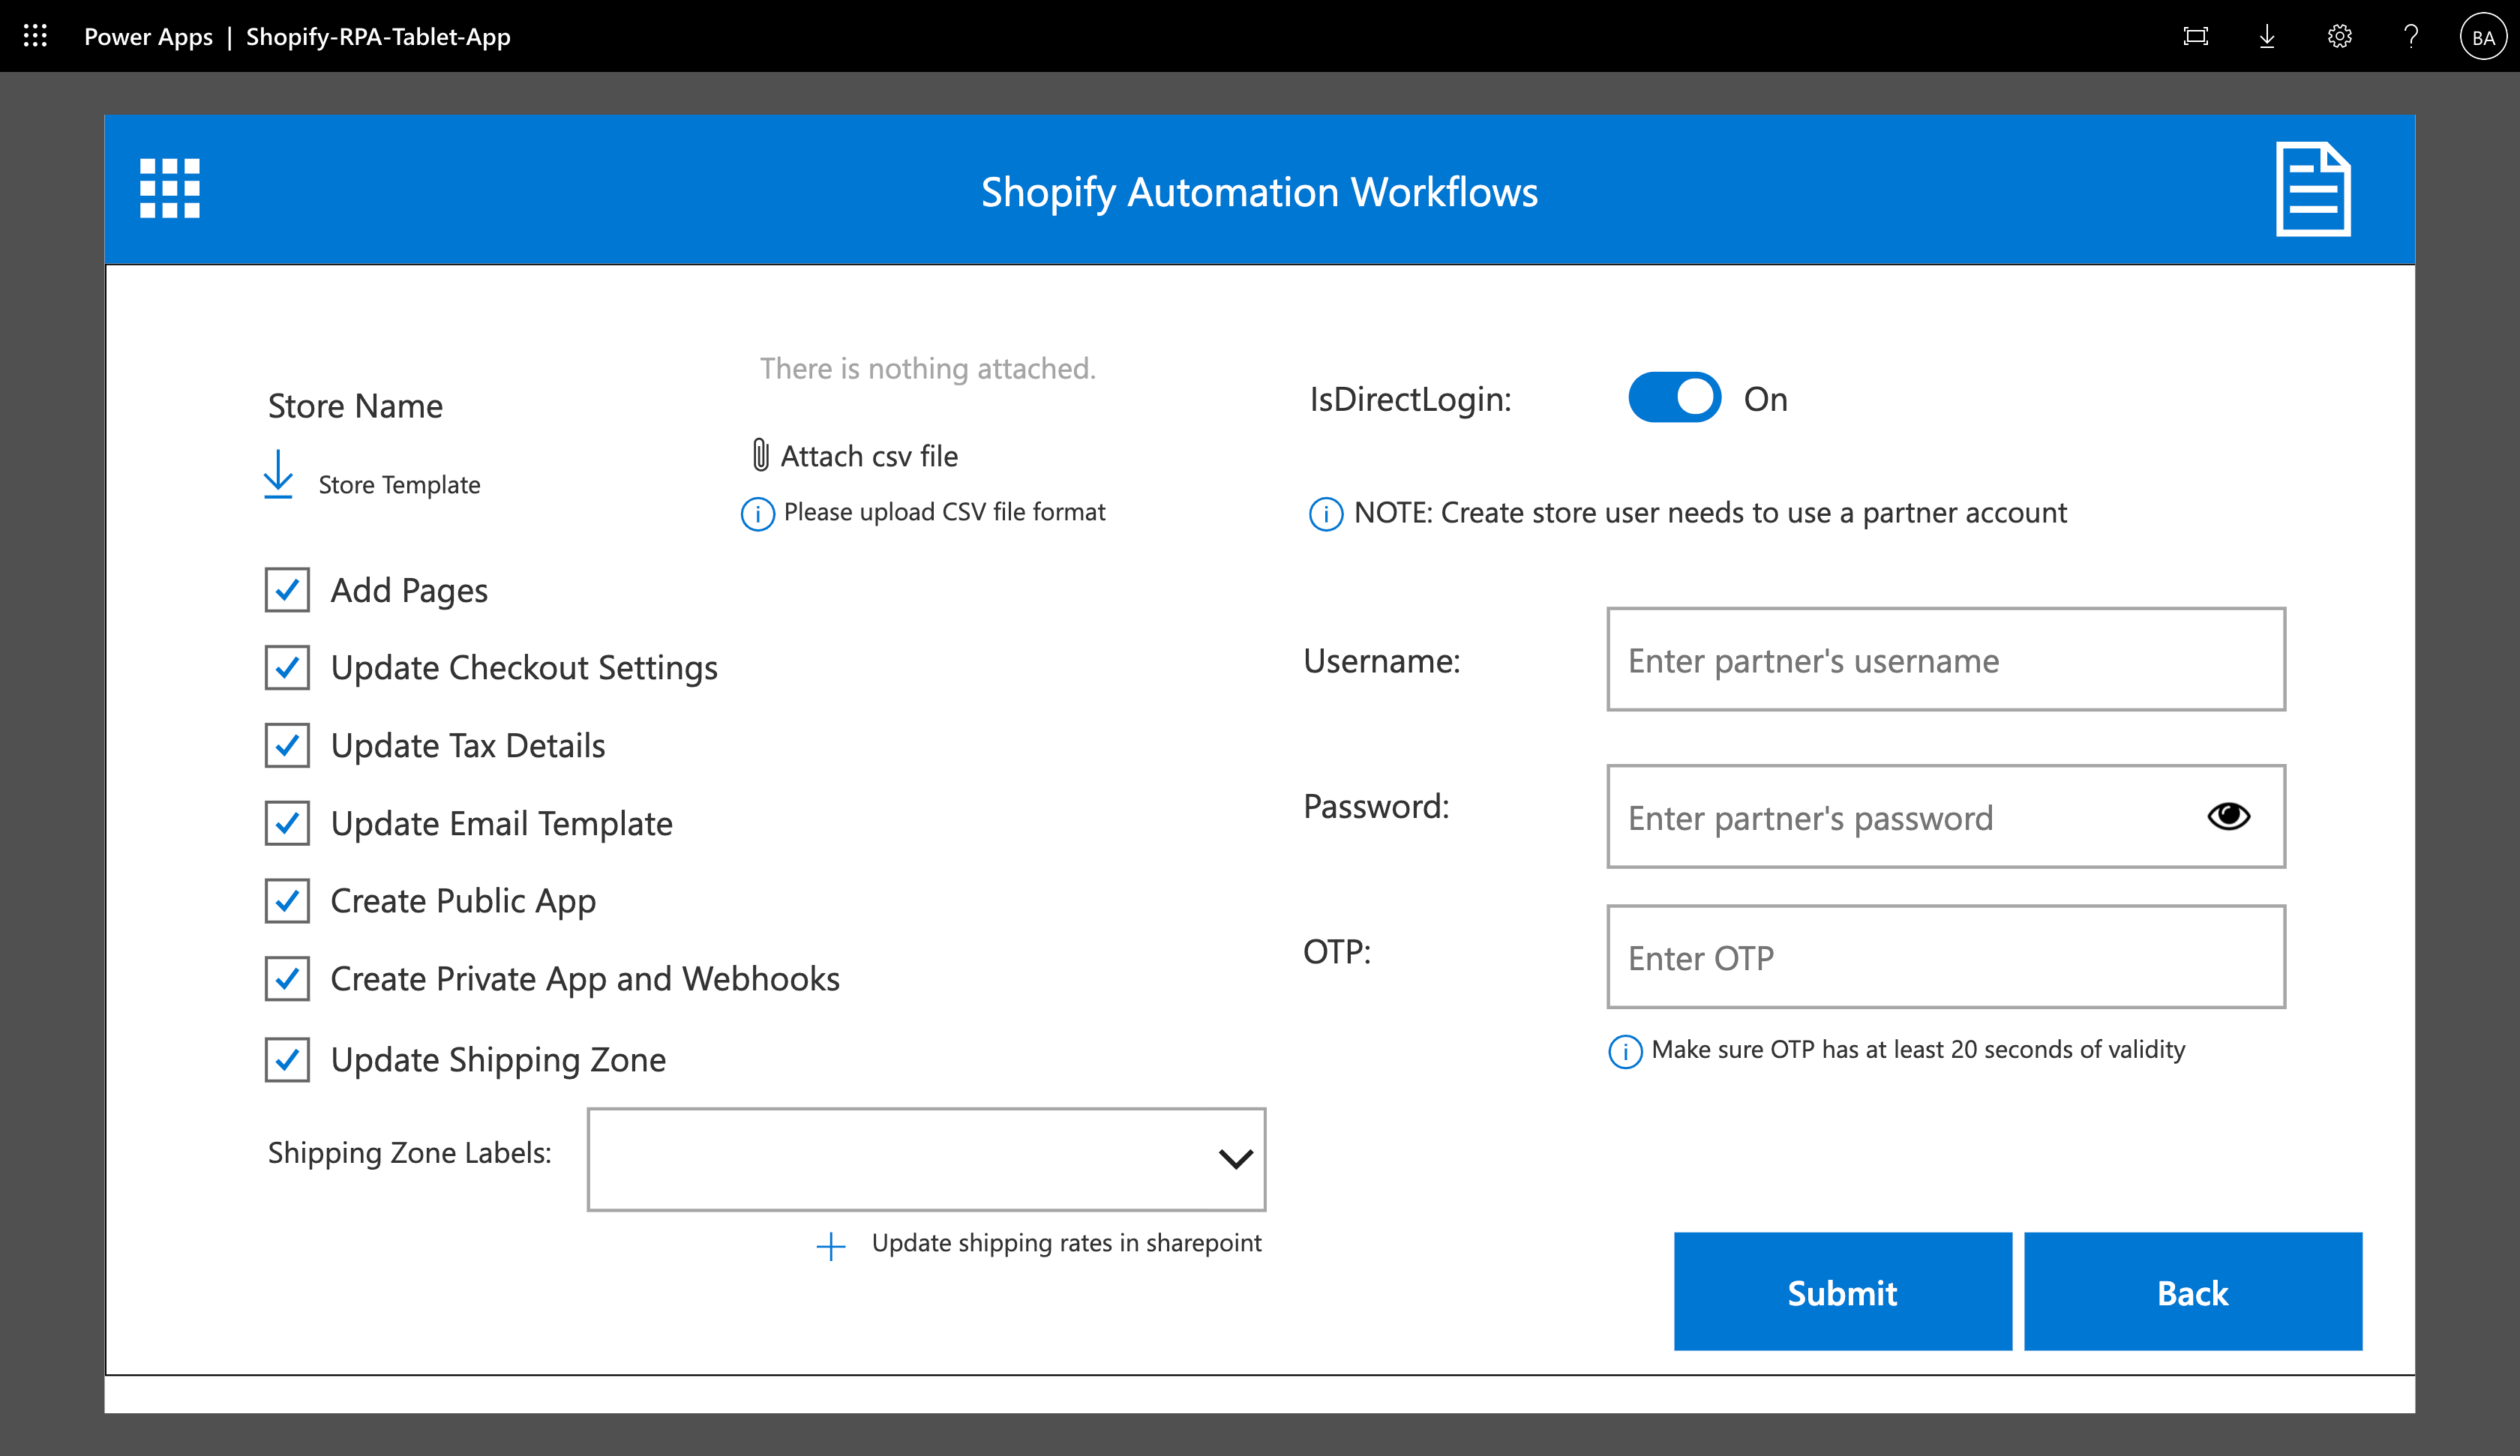 Power Apps | Shopify-RPA-Tablet-App
BA
Shopify Automation Workflows
There is nothing attached.
Store Name
Attach csv file
Store Template
Please upload CSV file format
IsDirectLogin:
On
NOTE: Create store user needs to use a partner account
Add Pages
Update Checkout Settings
Update Tax Details
Update Email Template
Create Public App
Create Private App and Webhooks
Update Shipping Zone
Shipping Zone Labels:
Update shipping rates in sharepoint
Username:
Enter partner's username
Password:
Enter partner's password
OTP:
Enter OTP
Make sure OTP has at least 20 seconds of validity
Submit
Back